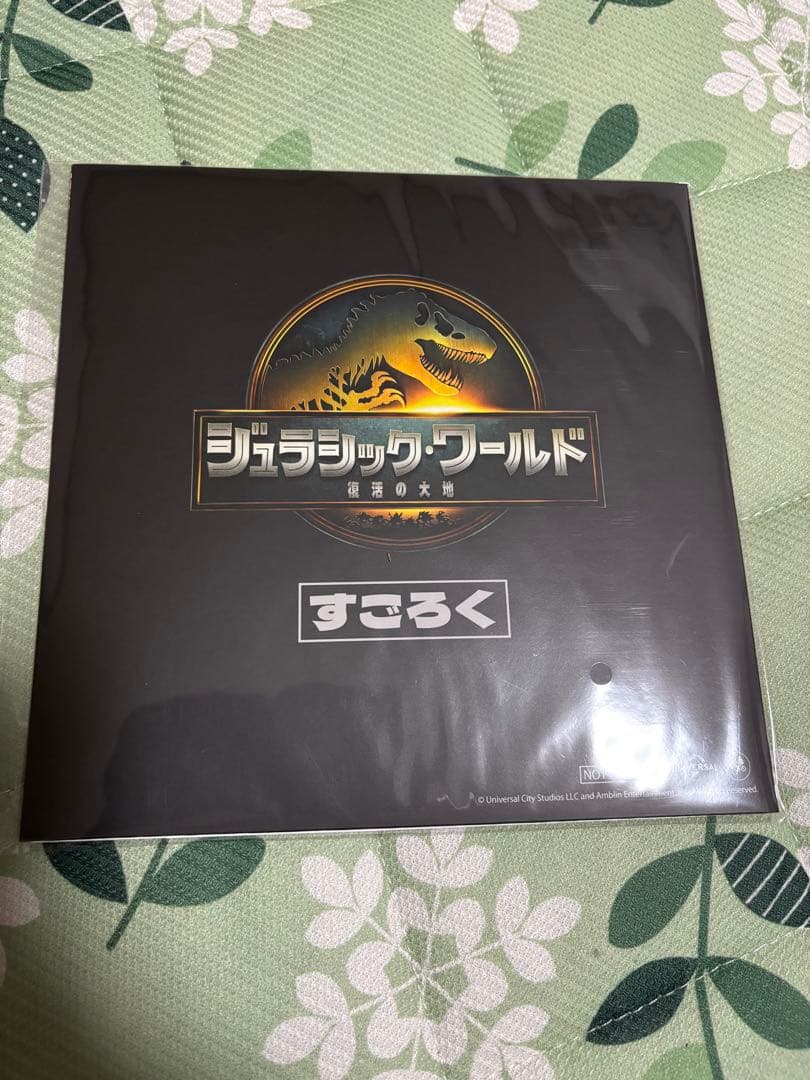 ジュラシック・ワールド
復活の大地
すごろく
© Universal City Studios LLC and Amblin Entertainment